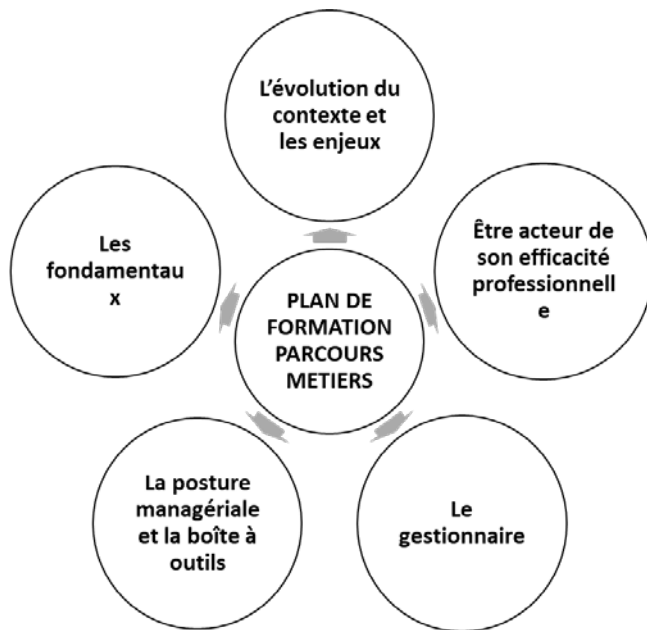 L'évolution du
contexte et
les enjeux
Être acteur de
son efficacité
professionnell
e
Le
gestionnaire
La posture
managériale
et la boîte à
outils
Les
fondamentau
x
PLAN DE
FORMATION
PARCOURS
METIERS